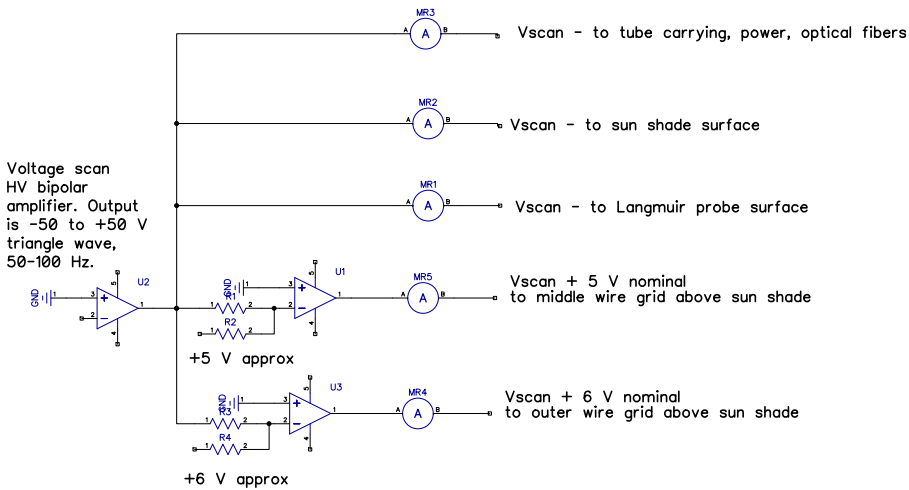 MR3
A
A
B
Vscan - to tube carrying, power, optical fibers
MR2
A
A
B
Vscan - to sun shade surface
Voltage scan
HV bipolar
amplifier. Output
is -50 to +50 V
triangle wave,
50-100 Hz.
MR1
A
A
B
Vscan - to Langmuir probe surface
U2
GND
1
3
+
2
-
5
4
1
U1
GND
1
3
+
2
-
5
4
1
R1
1
2
R2
1
2
+5 V approx
MR5
A
A
B
Vscan + 5 V nominal
to middle wire grid above sun shade
U3
GND
1
3
+
2
-
5
4
1
R3
1
2
R4
1
2
+6 V approx
MR4
A
A
B
Vscan + 6 V nominal
to outer wire grid above sun shade